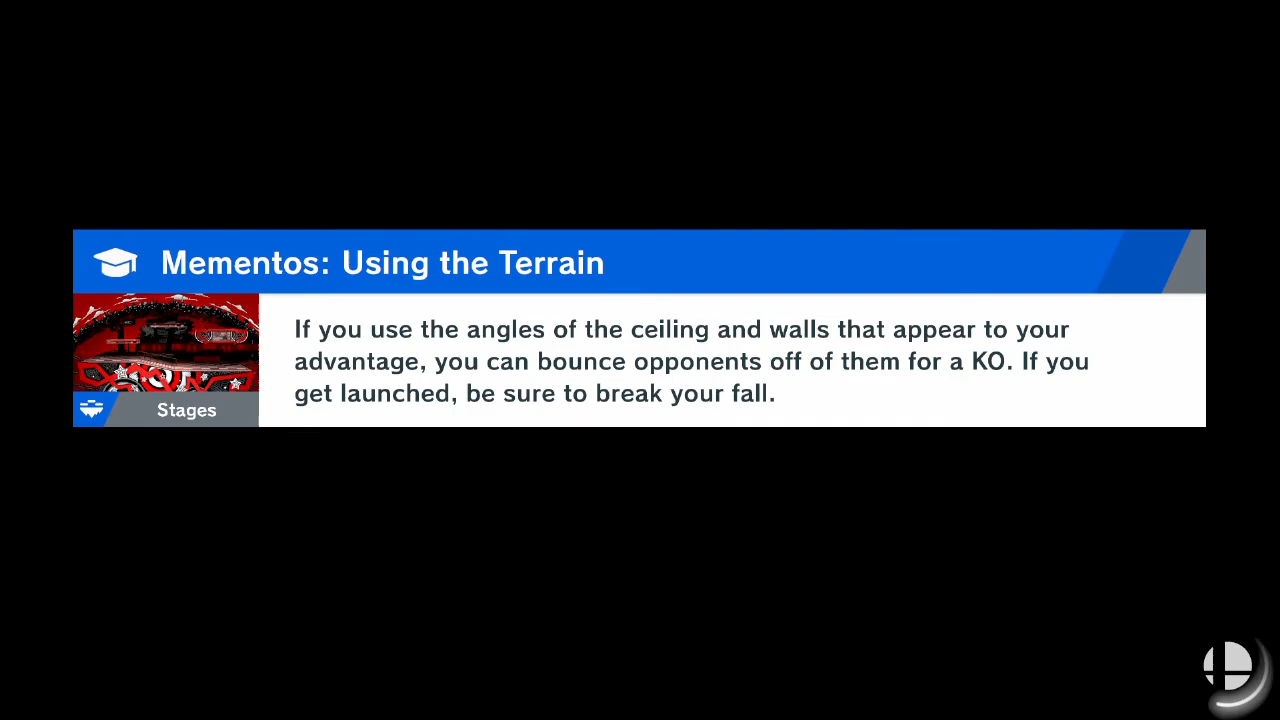 Mementos: Using the Terrain
If you use the angles of the ceiling and walls that appear to your
advantage, you can bounce opponents off of them for a KO. If you
get launched, be sure to break your fall.
Stages